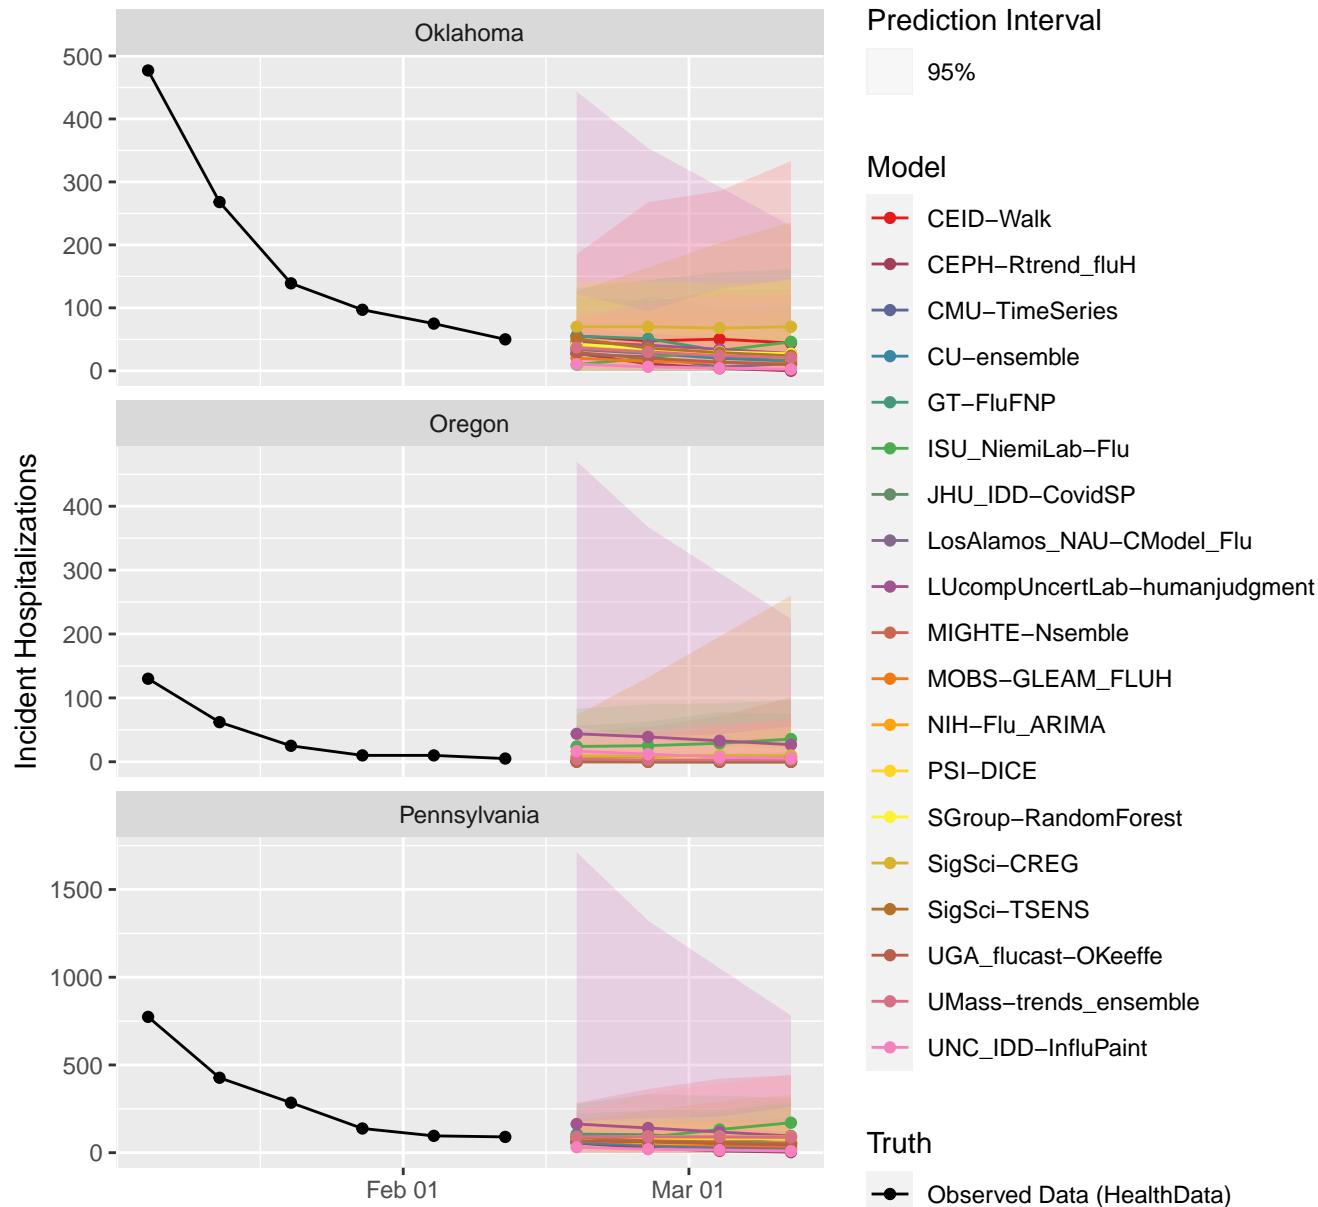 Oklahoma
500
400
300
200
100
0
Oregon
400
300
200
100
0
Pennsylvania
1500
1000
500
0
Feb 01
Mar 01
Incident Hospitalizations
Prediction Interval
95%
Model
CEID−Walk
CEPH−Rtrend_fluH
CMU−TimeSeries
CU−ensemble
GT−FluFNP
ISU_NiemiLab−Flu
JHU_IDD−CovidSP
LosAlamos_NAU−CModel_Flu
LUcompUncertLab−humanjudgment
MIGHTE−Nsemble
MOBS−GLEAM_FLUH
NIH−Flu_ARIMA
PSI−DICE
SGroup−RandomForest
SigSci−CREG
SigSci−TSENS
UGA_flucast−OKeeffe
UMass−trends_ensemble
UNC_IDD−InfluPaint
Truth
Observed Data (HealthData)